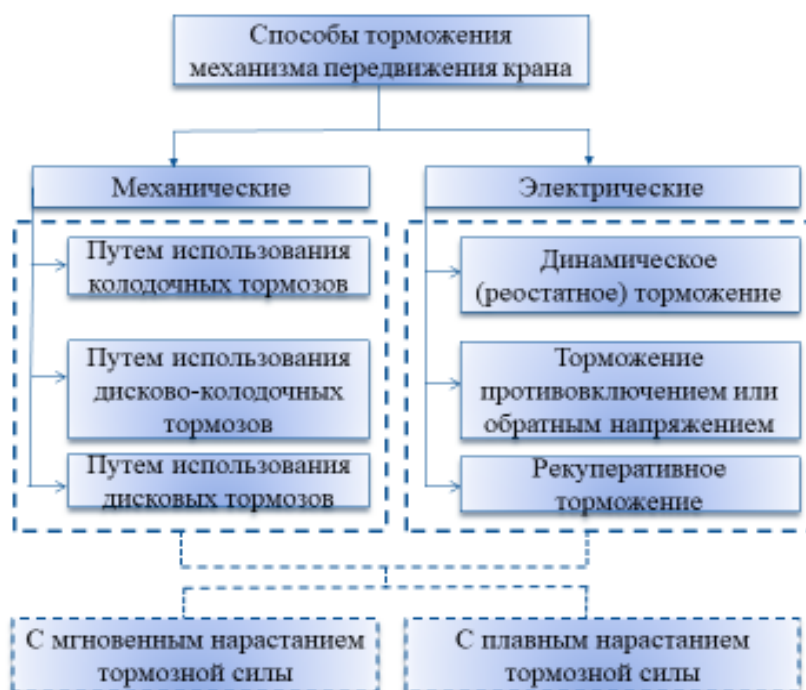 Способы торможения
механизма передвижения крана
Механические
Путем использования
колодочных тормозов
Путем использования
дисково-колодочных
тормозов
Путем использования
дисковых тормозов
Электрические
Динамическое
(реостатное) торможение
Торможение
противовключением или
обратным напряжением
Рекуперативное
торможение
С мгновенным нарастанием
тормозной силы
С плавным нарастанием
тормозной силы